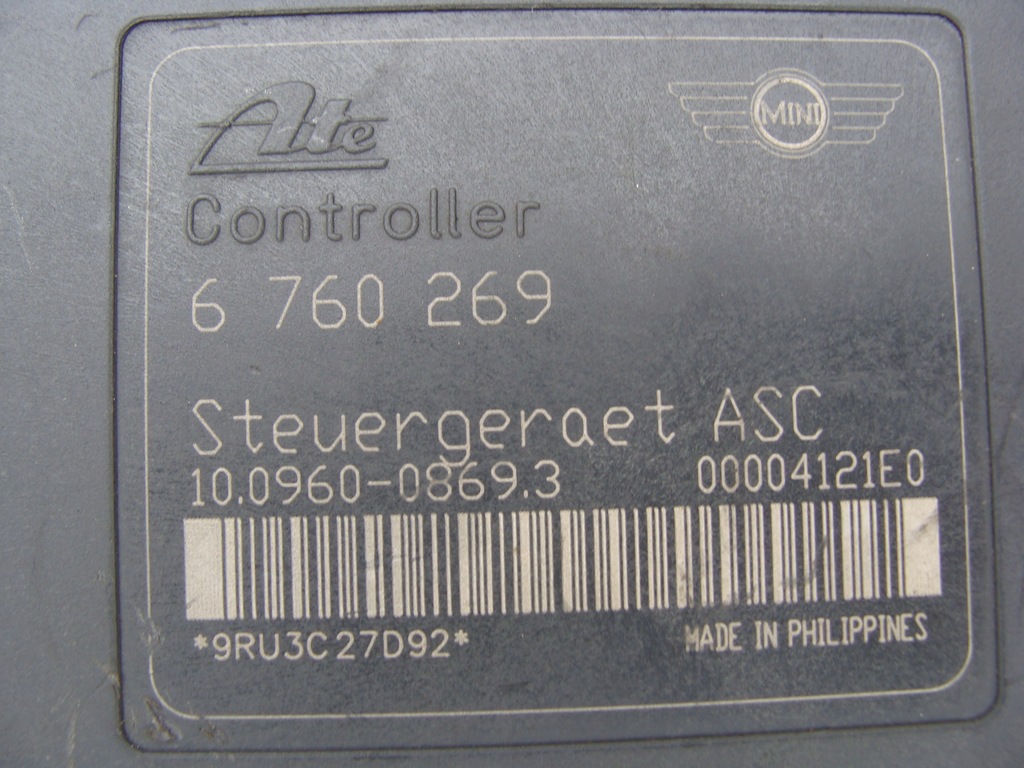 Ate
MINI
Controller
6 760 269
Steuergeraet ASC
10.0960-0869.3 00004121E0
*9RU3C27D92* MADE IN PHILIPPINES